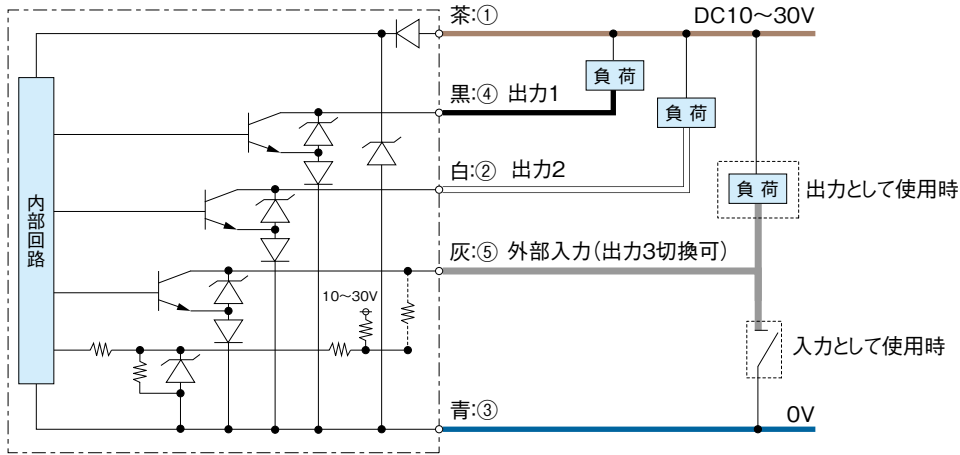 茶:①
DC10～30V
負 荷
黒:④ 出力1
負 荷
白:② 出力2
負 荷
出力として使用時
内部回路
灰:⑤ 外部入力(出力3切換可)
10～30V
入力として使用時
青:③
0V